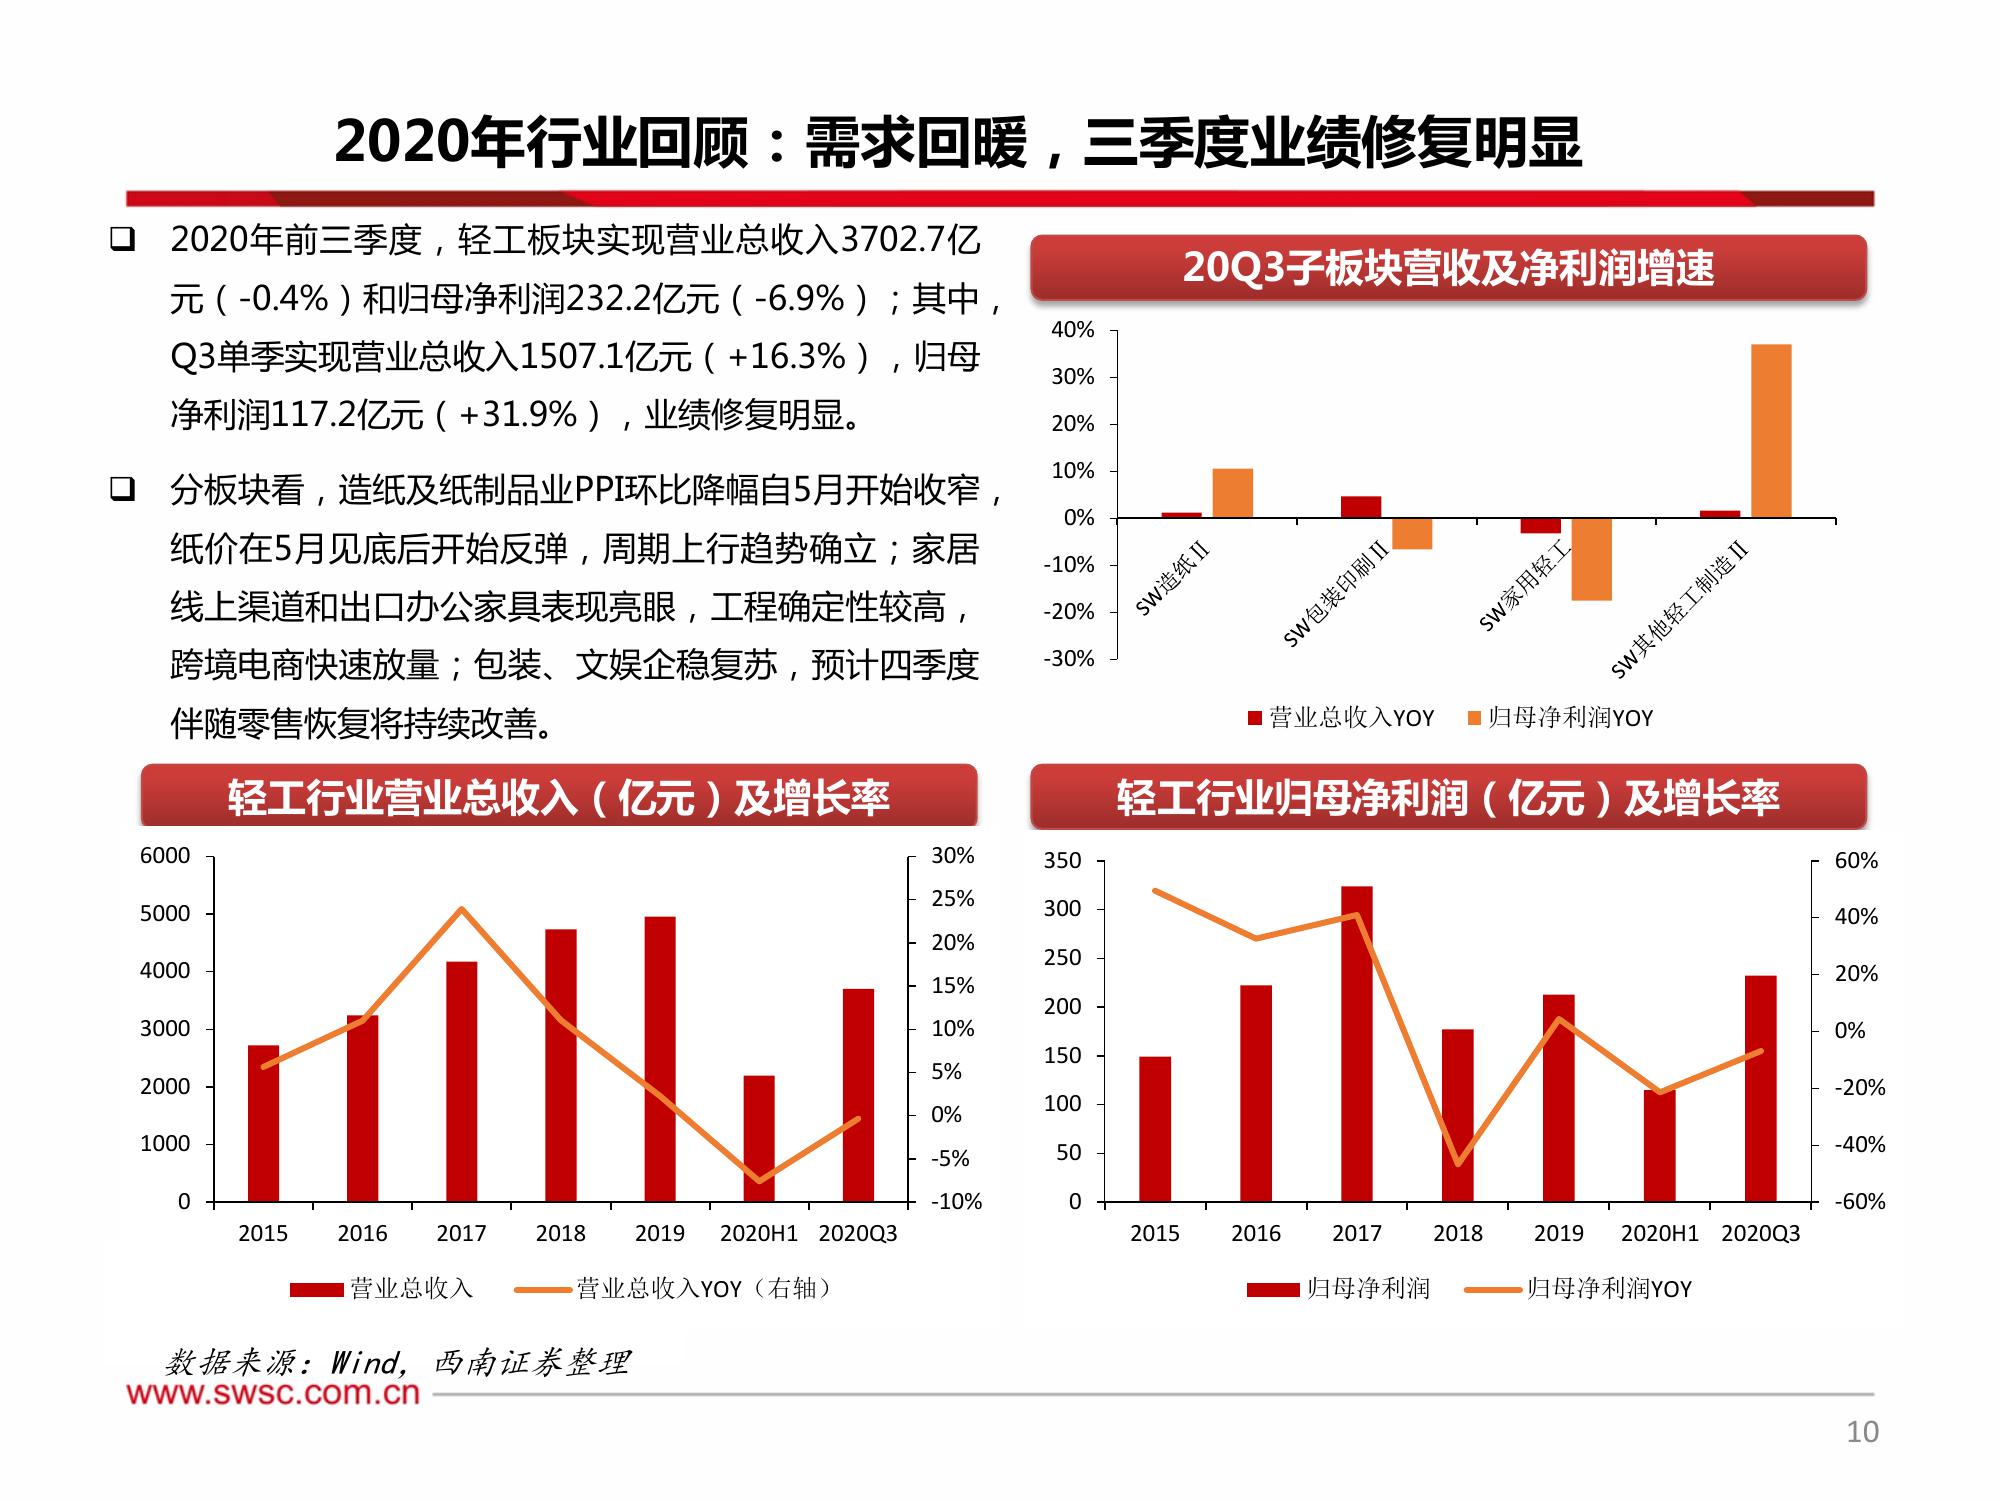 2020年行业回顾：需求回暖，三季度业绩修复明显
❑ 2020年前三季度，轻工板块实现营业总收入3702.7亿
元（-0.4%）和归母净利润232.2亿元（-6.9%）；其中，
Q3单季实现营业总收入1507.1亿元（+16.3%），归母
净利润117.2亿元（+31.9%），业绩修复明显。
❑ 分板块看，造纸及纸制品业PPI环比降幅自5月开始收窄，
纸价在5月见底后开始反弹，周期上行趋势确立；家居
线上渠道和出口办公家具表现亮眼，工程确定性较高，
跨境电商快速放量；包装、文娱企稳复苏，预计四季度
伴随零售恢复将持续改善。
20Q3子板块营收及净利润增速
40%
30%
20%
10%
0%
-10%
-20%
-30%
SW造纸Ⅱ
SW包装印刷Ⅱ
SW家用轻工
SW其他轻工制造Ⅱ
营业总收入YOY 归母净利润YOY
轻工行业营业总收入（亿元）及增长率
6000
5000
4000
3000
2000
1000
0
30%
25%
20%
15%
10%
5%
0%
-5%
-10%
2015 2016 2017 2018 2019 2020H1 2020Q3
营业总收入 营业总收入YOY（右轴）
轻工行业归母净利润（亿元）及增长率
350
300
250
200
150
100
50
0
60%
40%
20%
0%
-20%
-40%
-60%
2015 2016 2017 2018 2019 2020H1 2020Q3
归母净利润 归母净利润YOY
数据来源：Wind，西南证券整理
www.swsc.com.cn
10